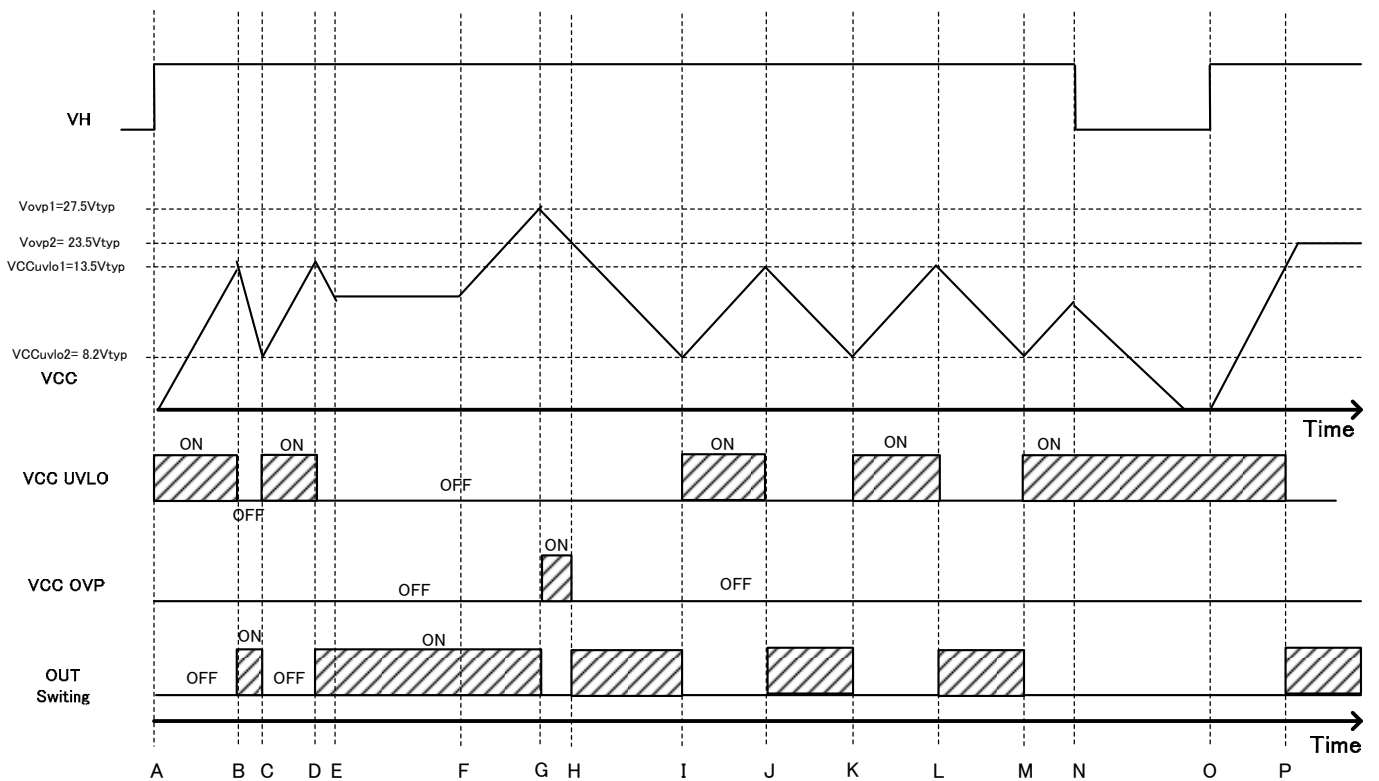 VH
Vovp1=27.5Vtyp
Vovp2= 23.5Vtyp
VCCuvlo1=13.5Vtyp
VCCuvlo2= 8.2Vtyp
VCC
Time
ON
ON
ON
ON
ON
VCC UVLO
OFF
OFF
ON
VCC OVP
OFF
OFF
ON
ON
OUT
Switing
OFF
OFF
Time
A B C D E F G H I J K L M N O P